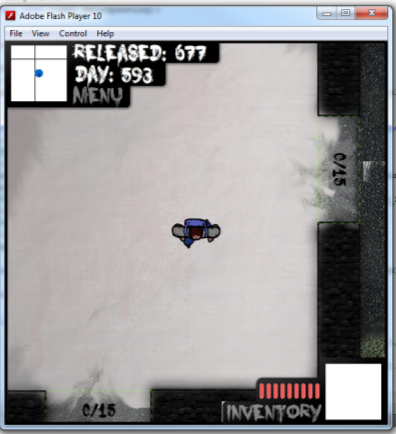 Adobe Flash Player 10
File View Control Help
RELEASED: 677
DAY: 593
MENU
0/15
0/15
INVENTORY